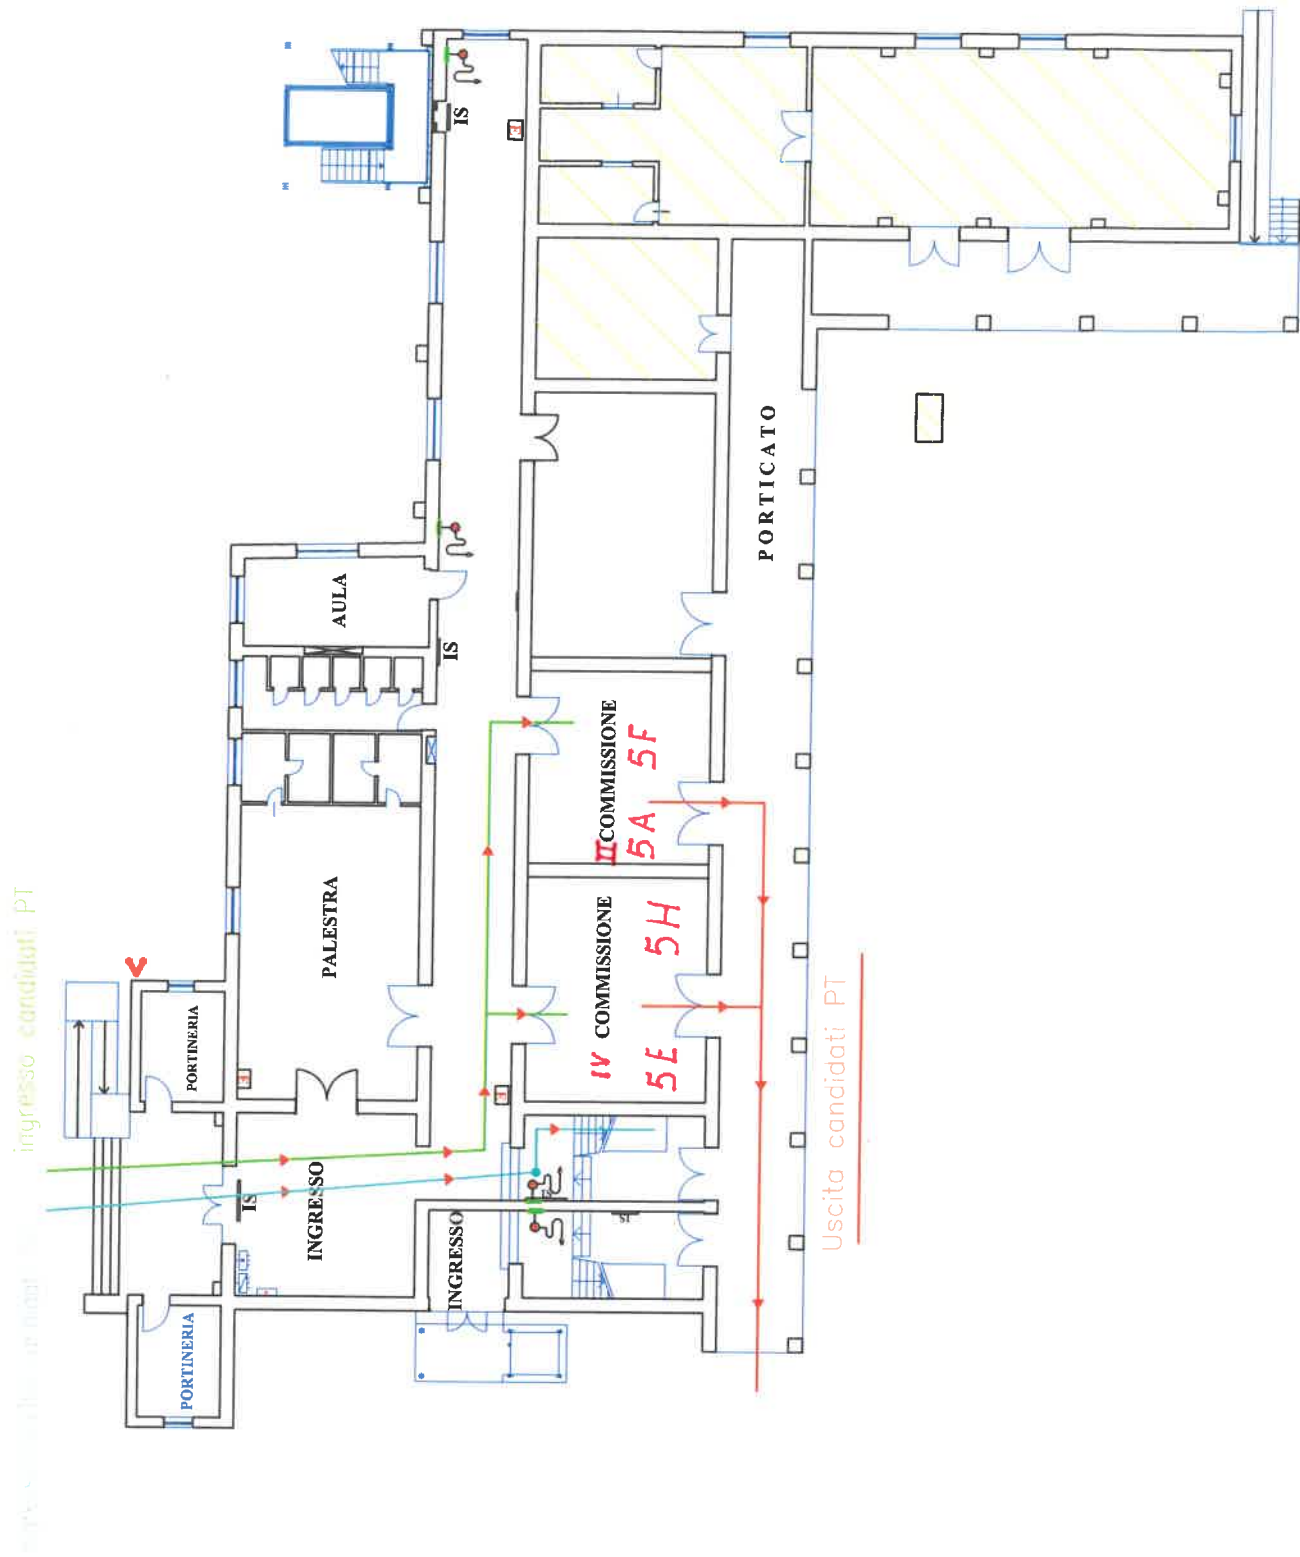 IS
E
AULA
IS
PORTICATO
COMMISSIONE
5F
II
5A
PALESTRA
IV COMMISSIONE
5E 5H
PORTINERIA
E
E
ingresso candidati PT
Uscita candidati PT
IS
INGRESSO
INGRESSO
IS
PORTINERIA